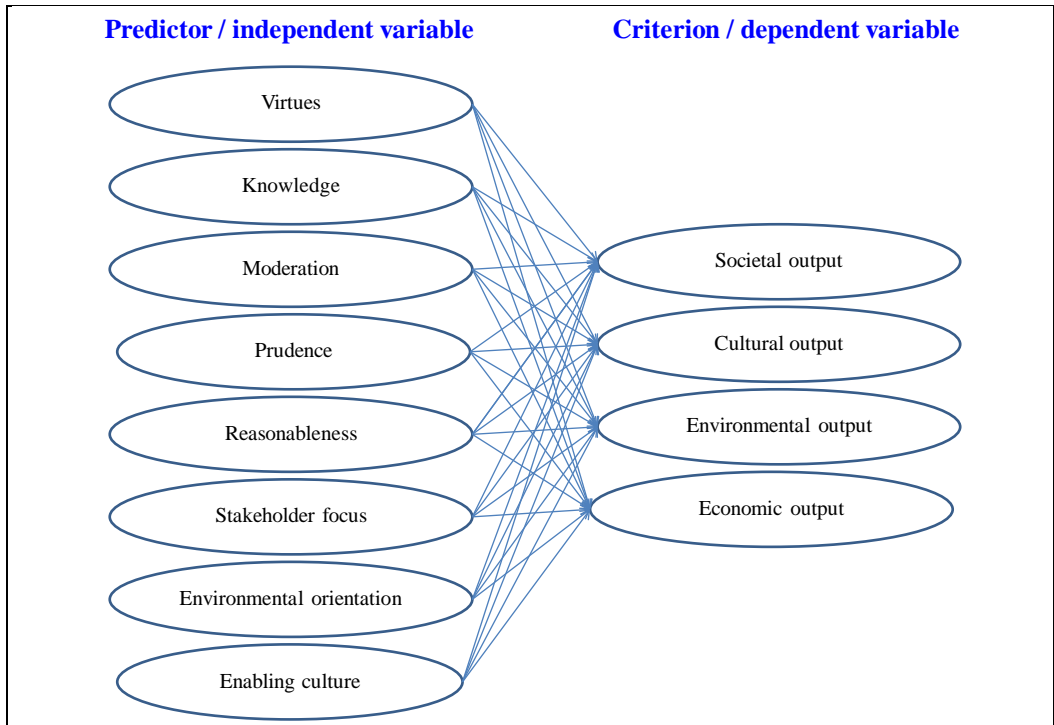 Predictor / independent variable
Criterion / dependent variable
Virtues
Knowledge
Moderation
Prudence
Reasonableness
Stakeholder focus
Environmental orientation
Enabling culture
Societal output
Cultural output
Environmental output
Economic output